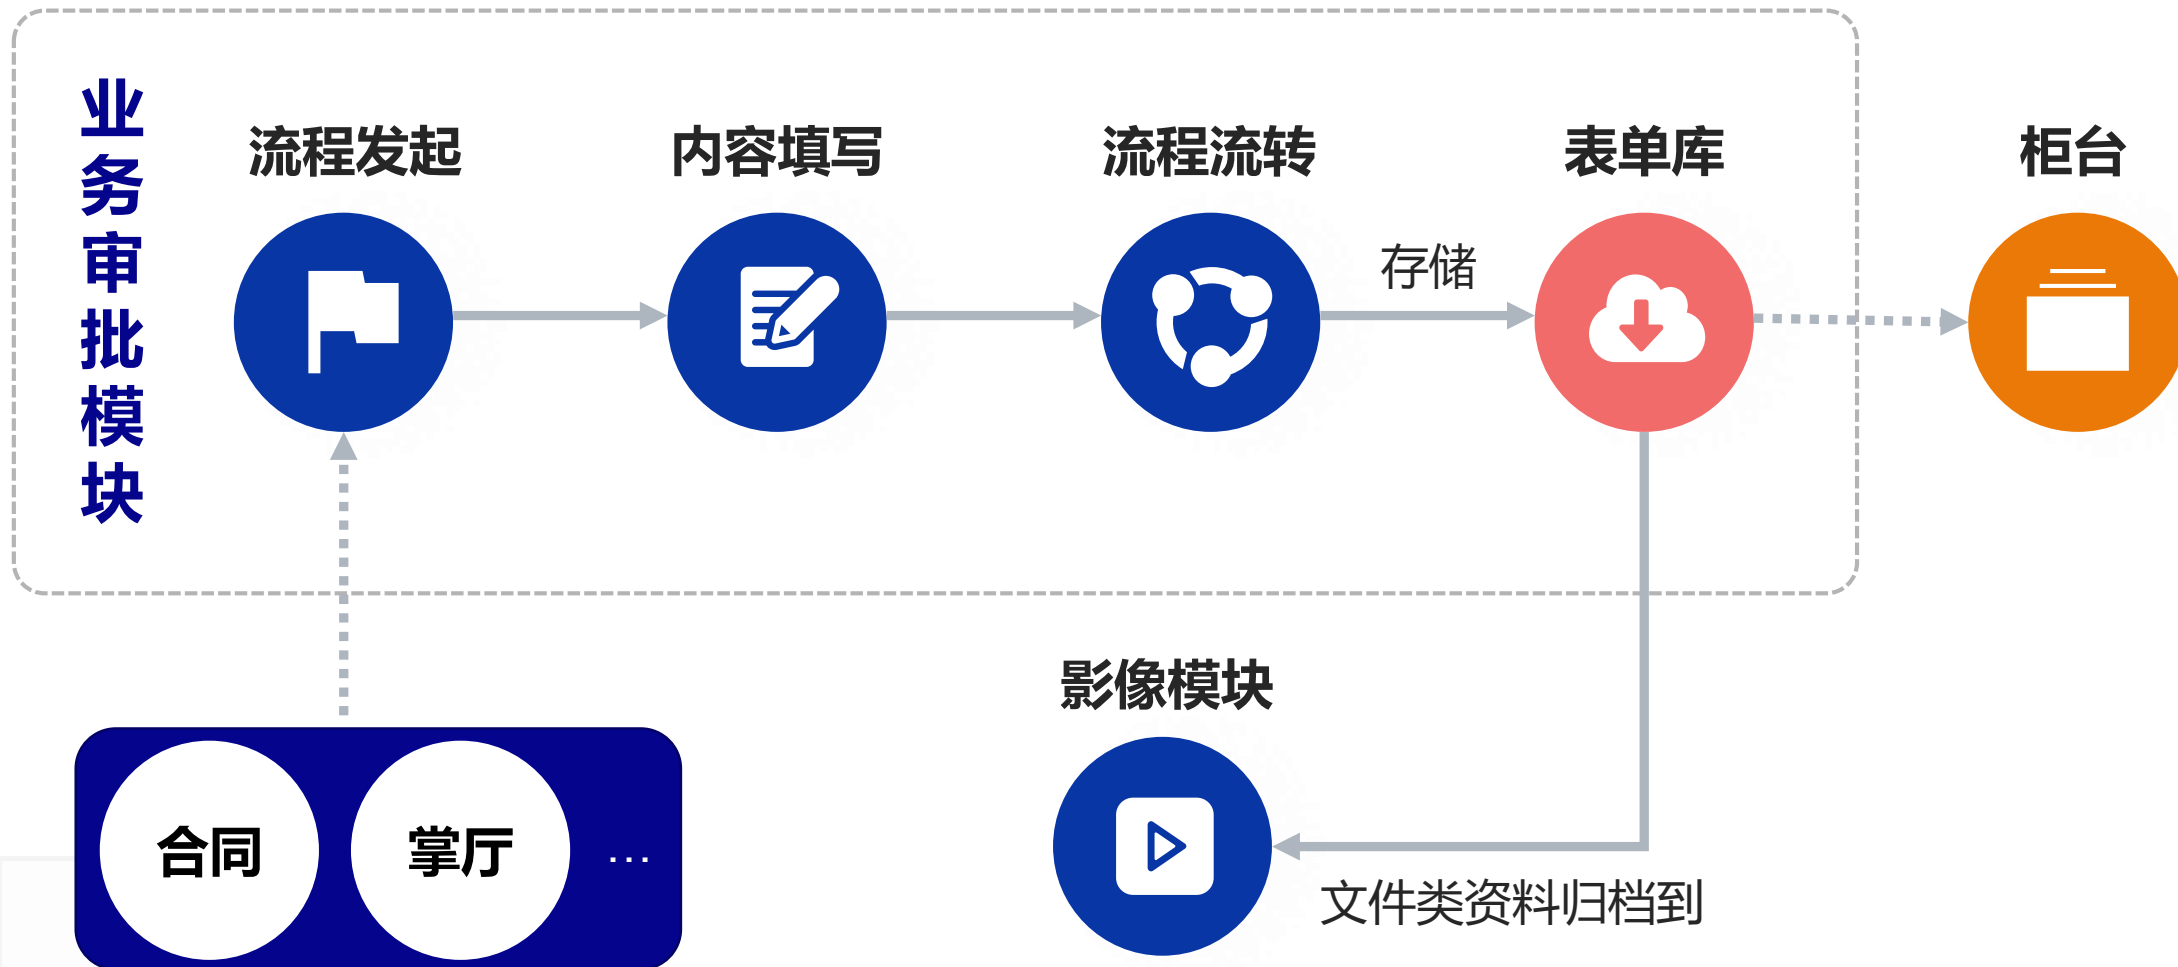 业务审批模块
流程发起
内容填写
流程流转
表单库
柜台
存储
影像模块
合同
掌厅
...
文件类资料归档到